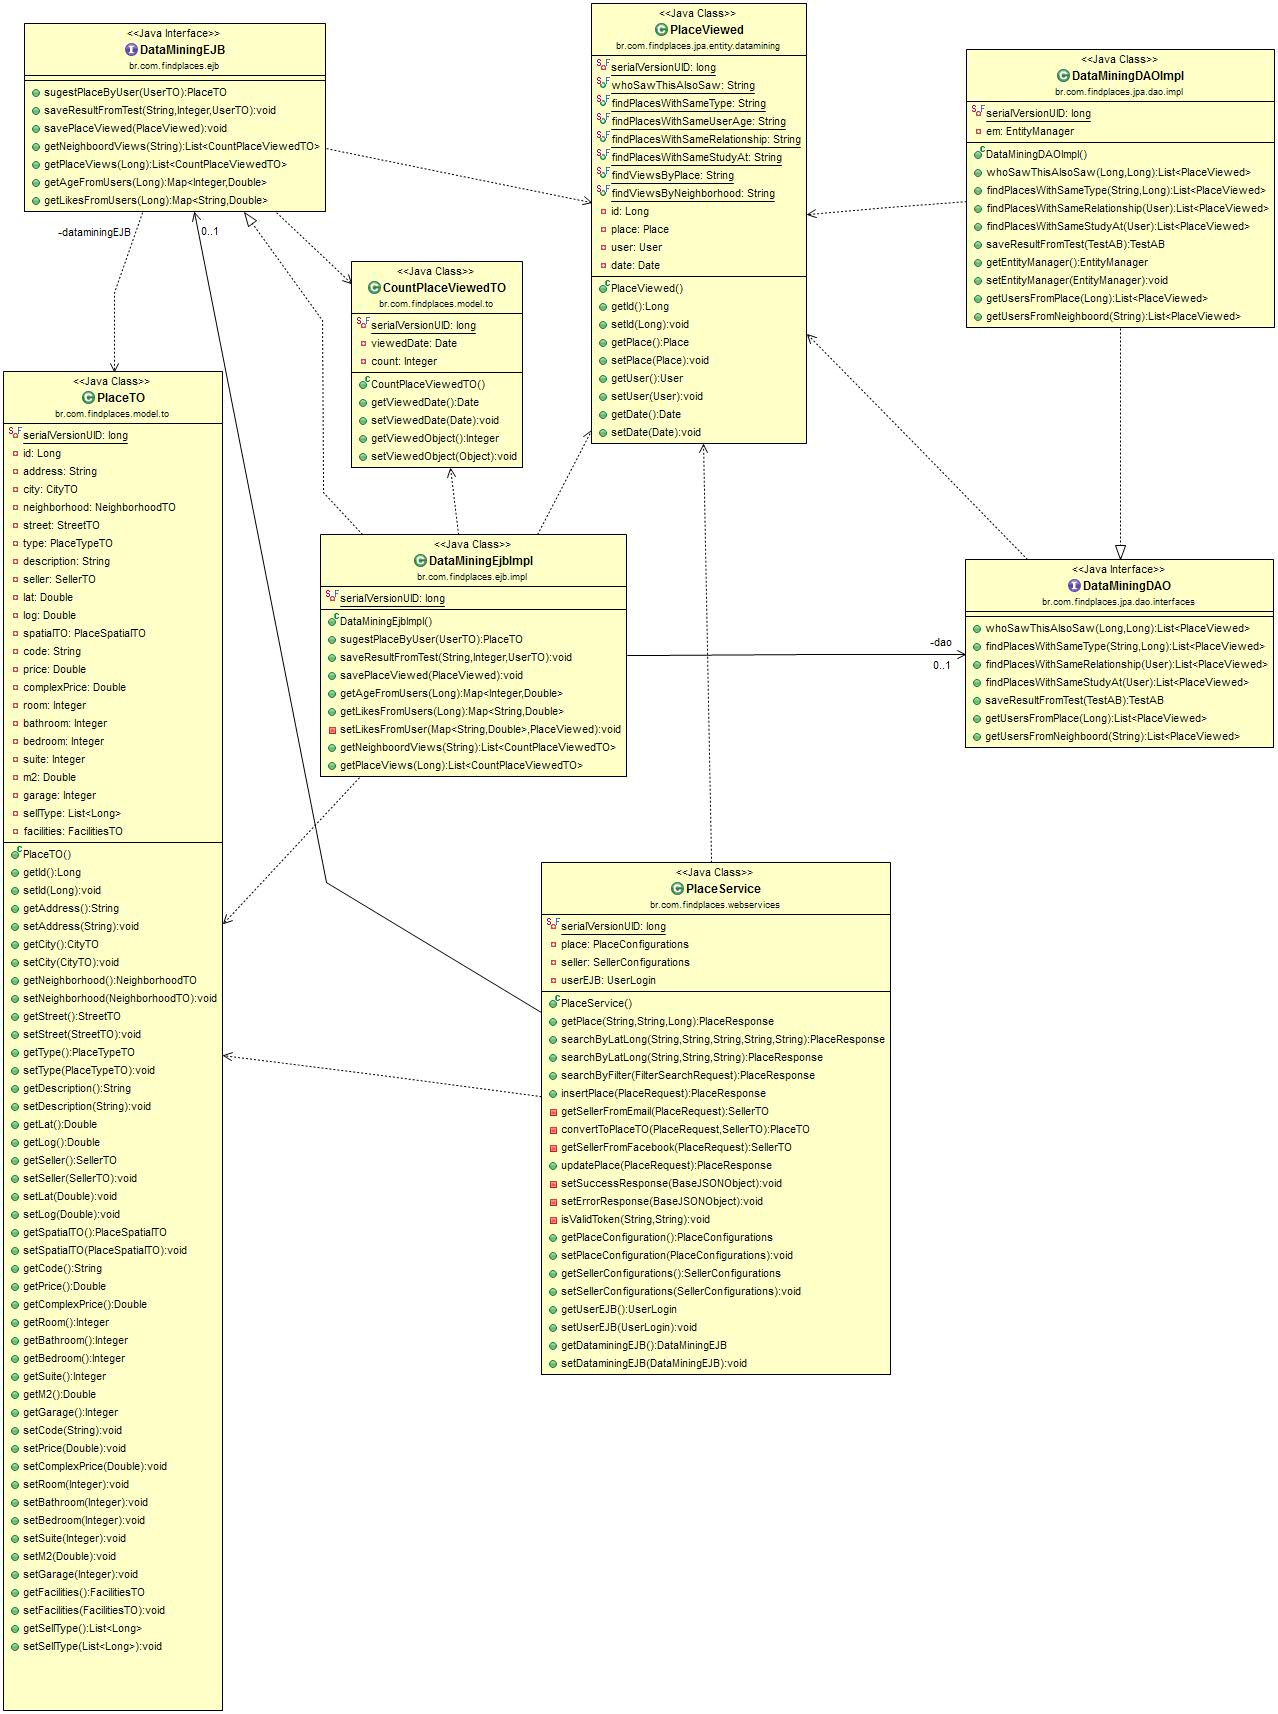 <<Java Interface>>
DataMiningEJB
br.com.findplaces.ejb
sugestPlaceByUser(UserTO):PlaceTO
saveResultFromTest(String,Integer,UserTO):void
savePlaceViewed(PlaceViewed):void
getNeighboordViews(String):List<CountPlaceViewedTO>
getPlaceViews(Long):List<CountPlaceViewedTO>
getAgeFromUsers(Long):Map<Integer,Double>
getLikesFromUsers(Long):Map<String,Double>
-dataminingEJB
0..1
<<Java Class>>
PlaceViewed
br.com.findplaces.jpa.entity.datamining
serialVersionUID: long
whoSawThisAlsoSaw: String
findPlacesWithSameType: String
findPlacesWithSameUserAge: String
findPlacesWithSameRelationship: String
findPlacesWithSameStudyAt: String
findViewsByPlace: String
findViewsByNeighborhood: String
id: Long
place: Place
user: User
date: Date
PlaceViewed()
getId():Long
setId(Long):void
getPlace():Place
setPlace(Place):void
getUser():User
setUser(User):void
getDate():Date
setDate(Date):void
<<Java Class>>
DataMiningDAOImpl
br.com.findplaces.jpa.dao.impl
serialVersionUID: long
em: EntityManager
DataMiningDAOImpl()
whoSawThisAlsoSaw(Long,Long):List<PlaceViewed>
findPlacesWithSameType(String,Long):List<PlaceViewed>
findPlacesWithSameRelationship(User):List<PlaceViewed>
findPlacesWithSameStudyAt(User):List<PlaceViewed>
saveResultFromTest(TestAB):TestAB
getEntityManager():EntityManager
setEntityManager(EntityManager):void
getUsersFromPlace(Long):List<PlaceViewed>
getUsersFromNeighboord(String):List<PlaceViewed>
<<Java Class>>
CountPlaceViewedTO
br.com.findplaces.model.to
serialVersionUID: long
viewedDate: Date
count: Integer
CountPlaceViewedTO()
getViewedDate():Date
setViewedDate(Date):void
getViewedObject():Integer
setViewedObject(Object):void
<<Java Class>>
PlaceTO
br.com.findplaces.model.to
serialVersionUID: long
id: Long
address: String
city: CityTO
neighborhood: NeighborhoodTO
street: StreetTO
type: PlaceTypeTO
description: String
seller: SellerTO
lat: Double
log: Double
spatialTO: PlaceSpatialTO
code: String
price: Double
complexPrice: Double
room: Integer
bathroom: Integer
bedroom: Integer
suite: Integer
m2: Double
garage: Integer
sellType: List<Long>
facilities: FacilitiesTO
PlaceTO()
getId():Long
setId(Long):void
getAddress():String
setAddress(String):void
getCity():CityTO
setCity(CityTO):void
getNeighborhood():NeighborhoodTO
setNeighborhood(NeighborhoodTO):void
getStreet():StreetTO
setStreet(StreetTO):void
getType():PlaceTypeTO
setType(PlaceTypeTO):void
getDescription():String
setDescription(String):void
getLat():Double
getLog():Double
getSeller():SellerTO
setSeller(SellerTO):void
setLat(Double):void
setLog(Double):void
getSpatialTO():PlaceSpatialTO
setSpatialTO(PlaceSpatialTO):void
getCode():String
getPrice():Double
getComplexPrice():Double
getRoom():Integer
getBathroom():Integer
getBedroom():Integer
getSuite():Integer
getM2():Double
getGarage():Integer
setCode(String):void
setPrice(Double):void
setComplexPrice(Double):void
setRoom(Integer):void
setBathroom(Integer):void
setBedroom(Integer):void
setSuite(Integer):void
setM2(Double):void
setGarage(Integer):void
getFacilities():FacilitiesTO
setFacilities(FacilitiesTO):void
getSellType():List<Long>
setSellType(List<Long>):void
<<Java Class>>
DataMiningEjbImpl
br.com.findplaces.ejb.impl
serialVersionUID: long
DataMiningEjbImpl()
sugestPlaceByUser(UserTO):PlaceTO
saveResultFromTest(String,Integer,UserTO):void
savePlaceViewed(PlaceViewed):void
getAgeFromUsers(Long):Map<Integer,Double>
getLikesFromUsers(Long):Map<String,Double>
setLikesFromUser(Map<String,Double>,PlaceViewed):void
getNeighboordViews(String):List<CountPlaceViewedTO>
getPlaceViews(Long):List<CountPlaceViewedTO>
-dao
0..1
<<Java Interface>>
DataMiningDAO
br.com.findplaces.jpa.dao.interfaces
whoSawThisAlsoSaw(Long,Long):List<PlaceViewed>
findPlacesWithSameType(String,Long):List<PlaceViewed>
findPlacesWithSameRelationship(User):List<PlaceViewed>
findPlacesWithSameStudyAt(User):List<PlaceViewed>
saveResultFromTest(TestAB):TestAB
getUsersFromPlace(Long):List<PlaceViewed>
getUsersFromNeighboord(String):List<PlaceViewed>
<<Java Class>>
PlaceService
br.com.findplaces.webservices
serialVersionUID: long
place: PlaceConfigurations
seller: SellerConfigurations
userEJB: UserLogin
PlaceService()
getPlace(String,String,Long):PlaceResponse
searchByLatLong(String,String,String,String,String):PlaceResponse
searchByLatLong(String,String,String):PlaceResponse
searchByFilter(FilterSearchRequest):PlaceResponse
insertPlace(PlaceRequest):PlaceResponse
getSellerFromEmail(PlaceRequest):SellerTO
convertToPlaceTO(PlaceRequest,SellerTO):PlaceTO
getSellerFromFacebook(PlaceRequest):SellerTO
updatePlace(PlaceRequest):PlaceResponse
setSuccessResponse(BaseJSONObject):void
setErrorResponse(BaseJSONObject):void
isValidToken(String,String):void
getPlaceConfiguration():PlaceConfigurations
setPlaceConfiguration(PlaceConfigurations):void
getSellerConfigurations():SellerConfigurations
setSellerConfigurations(SellerConfigurations):void
getUserEJB():UserLogin
setUserEJB(UserLogin):void
getDataminingEJB():DataMiningEJB
setDataminingEJB(DataMiningEJB):void